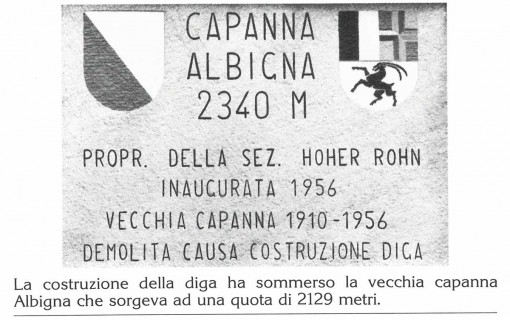 CAPANNA
ALBIGNA
2340 M
PROPR. DELLA SEZ. HOHER ROHN
INAUGURATA 1956
VECCHIA CAPANNA 1910-1956
DEMOLITA CAUSA COSTRUZIONE DIGA
La costruzione della diga ha sommerso la vecchia capanna
Albigna che sorgeva ad una quota di 2129 metri.